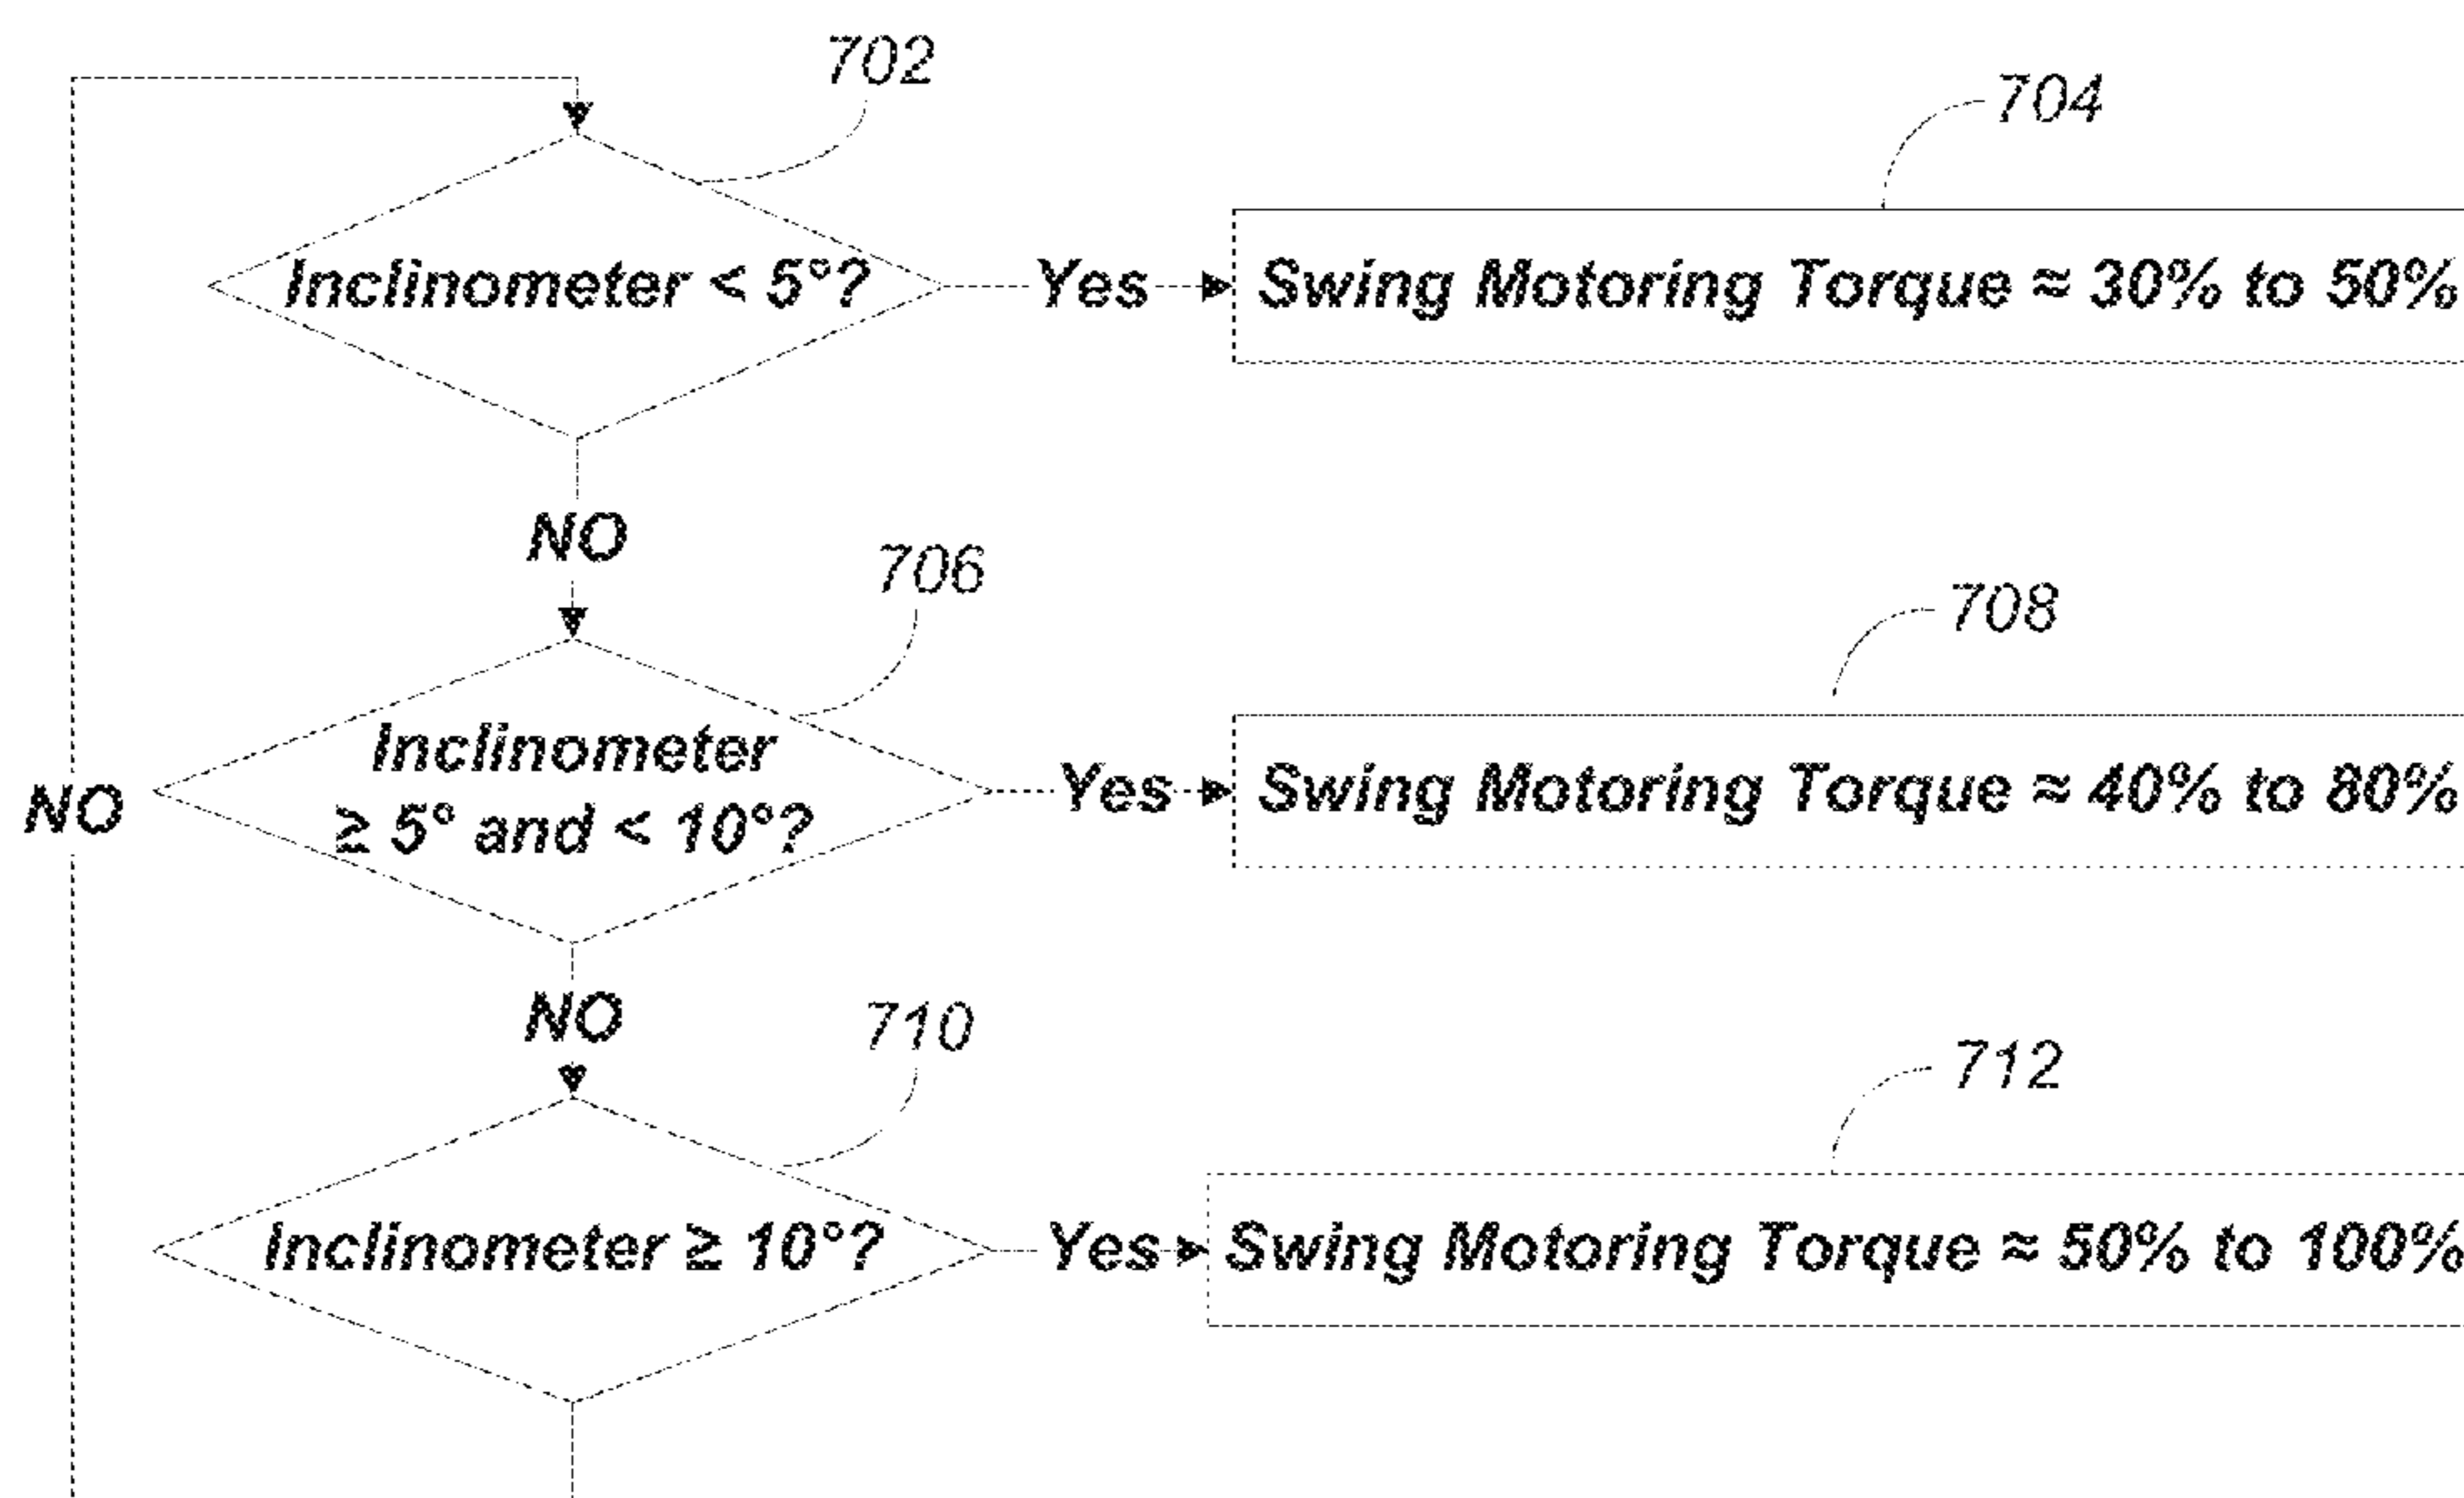 702
704
Inclinometer < 5°?
Yes
Swing Motoring Torque ≈ 30% to 50%
NO
706
708
Inclinometer
≥ 5° and < 10°?
Yes
Swing Motoring Torque ≈ 40% to 80%
NO
NO
710
712
Inclinometer ≥ 10°?
Yes
Swing Motoring Torque ≈ 50% to 100%